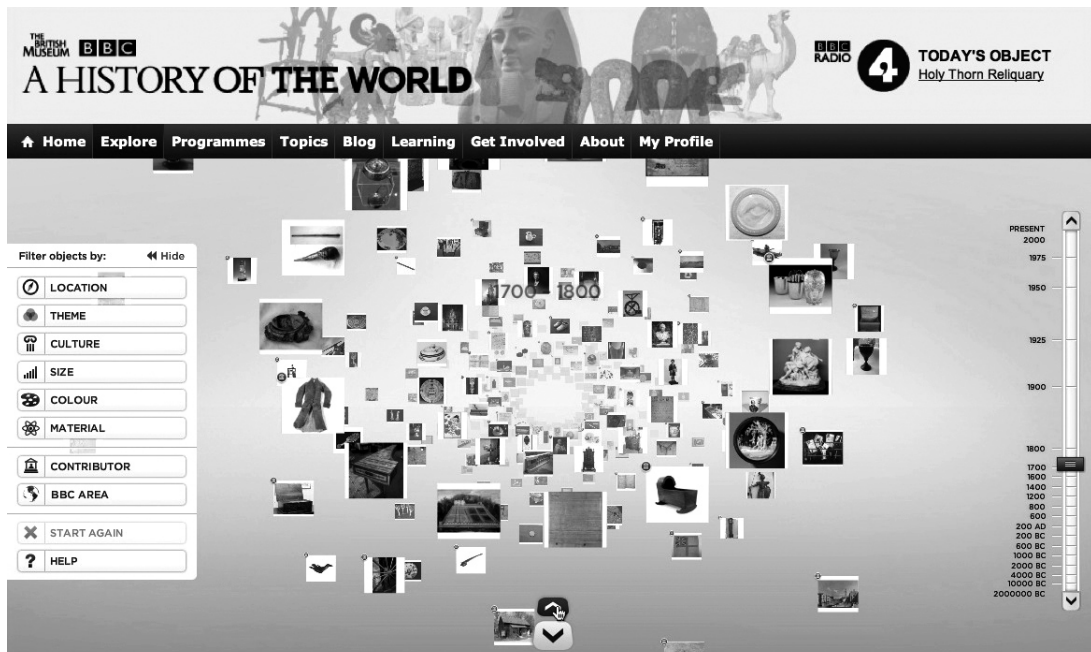 THE
BRITISH
MUSEUM
BBC
A HISTORY OF THE WORLD
BBC
RADIO
4
TODAY'S OBJECT
Holy Thorn Reliquary
Home
Explore
Programmes
Topics
Blog
Learning
Get Involved
About
My Profile
Filter objects by:
Hide
LOCATION
THEME
CULTURE
SIZE
COLOUR
MATERIAL
CONTRIBUTOR
BBC AREA
START AGAIN
? HELP
1700 - 1800
PRESENT
2000
1975
1950
1925
1900
1800
1700
1600
1400
1200
800
600
200 AD
200 BC
600 BC
1000 BC
2000 BC
4000 BC
10000 BC
2000000 BC